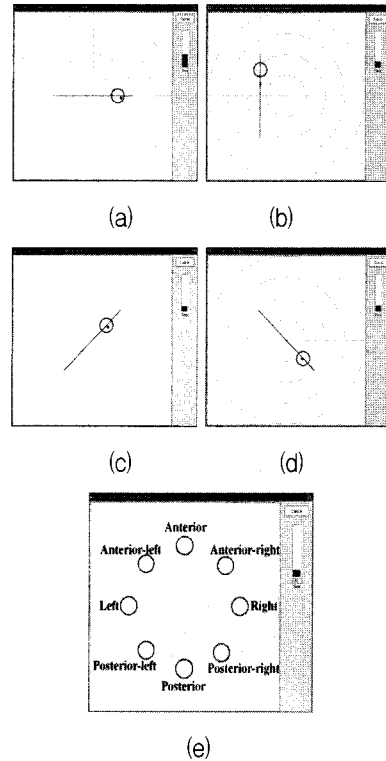 (a)
(b)
(c)
(d)
Anterior
Anterior-left
Anterior-right
Left
Right
Posterior-left
Posterior-right
Posterior
(e)